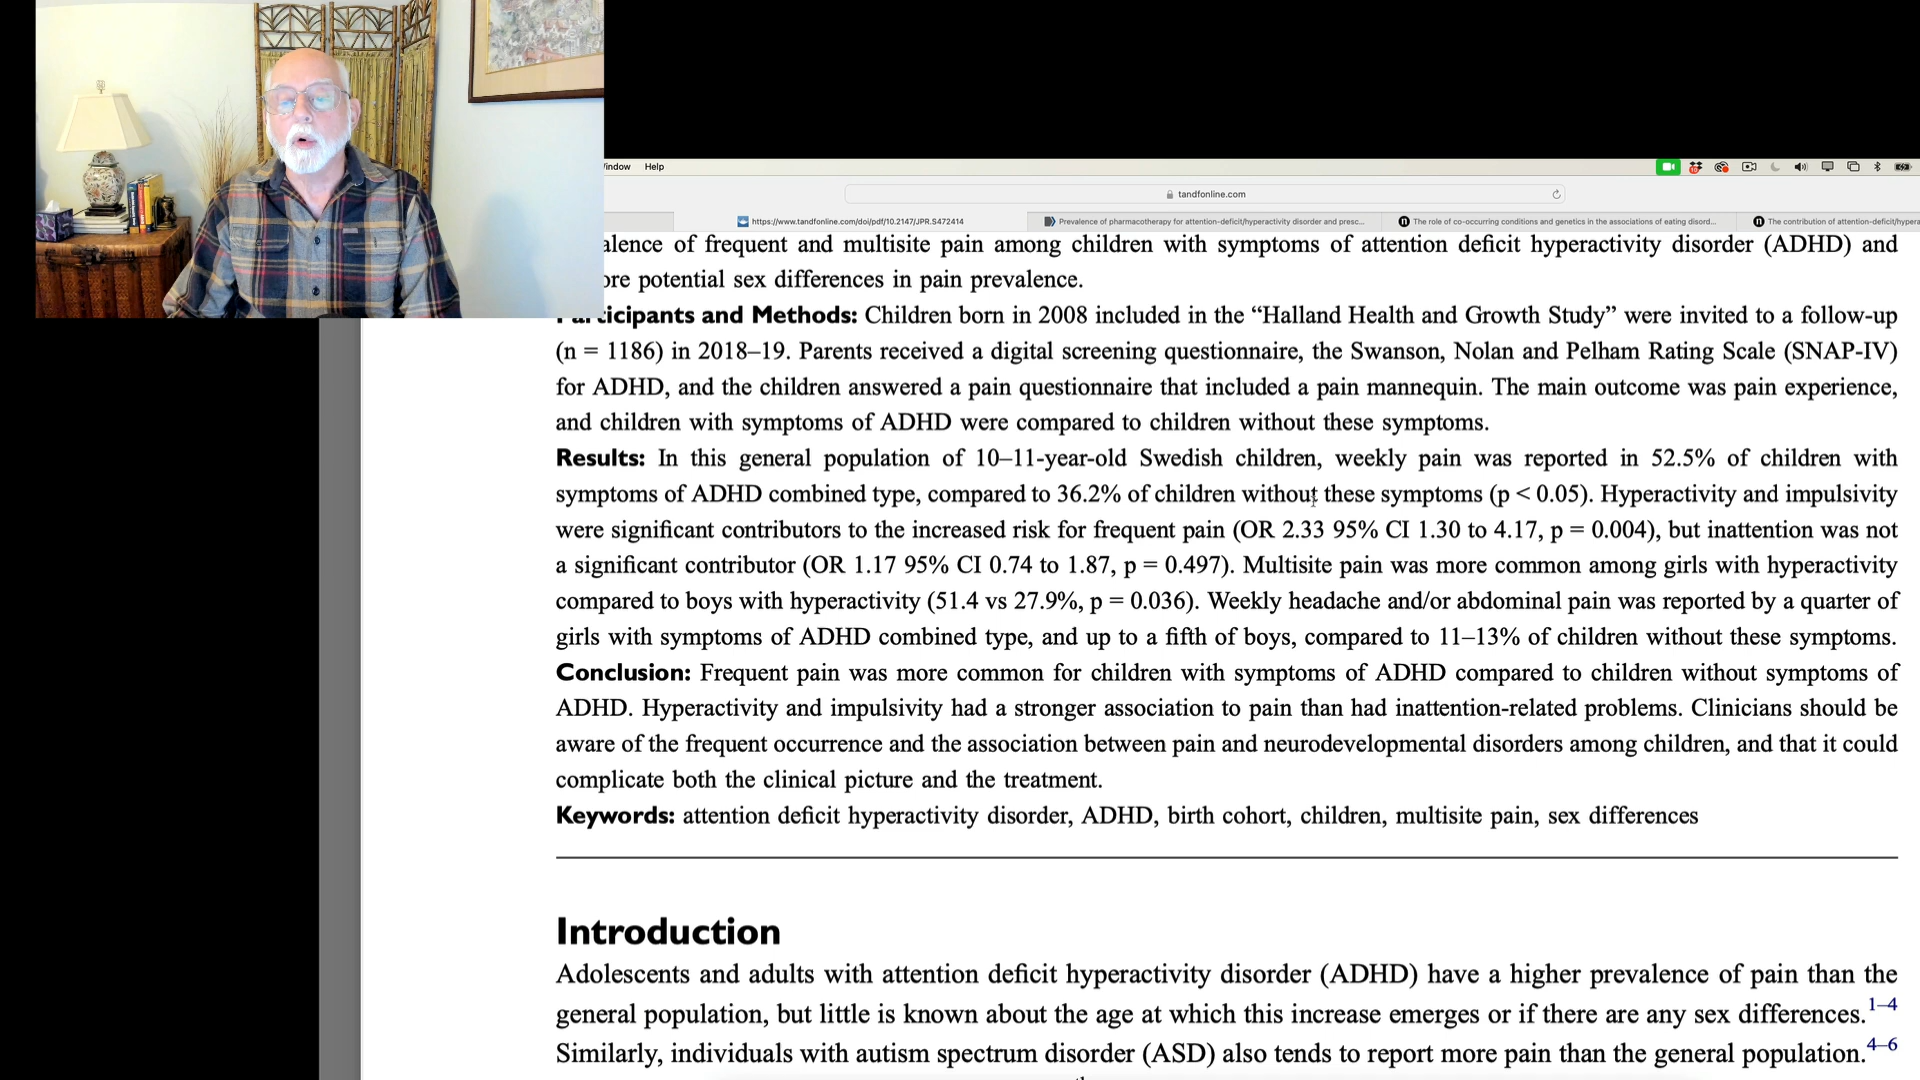 indow Help
tandfonline.com
https://www.tandfonline.com/doi/pdf/10.2147/JPR.S472414
Prevalence of pharmacotherapy for attention-deficit/hyperactivity disorder and presc...
The role of co-occurring conditions and genetics in the associations of eating disord...
The contribution of attention-deficit/hypera
alence of frequent and multisite pain among children with symptoms of attention deficit hyperactivity disorder (ADHD) and
ore potential sex differences in pain prevalence.
Participants and Methods: Children born in 2008 included in the “Halland Health and Growth Study” were invited to a follow-up
(n = 1186) in 2018–19. Parents received a digital screening questionnaire, the Swanson, Nolan and Pelham Rating Scale (SNAP-IV)
for ADHD, and the children answered a pain questionnaire that included a pain mannequin. The main outcome was pain experience,
and children with symptoms of ADHD were compared to children without these symptoms.
Results: In this general population of 10–11-year-old Swedish children, weekly pain was reported in 52.5% of children with
symptoms of ADHD combined type, compared to 36.2% of children without these symptoms (p < 0.05). Hyperactivity and impulsivity
were significant contributors to the increased risk for frequent pain (OR 2.33 95% CI 1.30 to 4.17, p = 0.004), but inattention was not
a significant contributor (OR 1.17 95% CI 0.74 to 1.87, p = 0.497). Multisite pain was more common among girls with hyperactivity
compared to boys with hyperactivity (51.4 vs 27.9%, p = 0.036). Weekly headache and/or abdominal pain was reported by a quarter of
girls with symptoms of ADHD combined type, and up to a fifth of boys, compared to 11–13% of children without these symptoms.
Conclusion: Frequent pain was more common for children with symptoms of ADHD compared to children without symptoms of
ADHD. Hyperactivity and impulsivity had a stronger association to pain than had inattention-related problems. Clinicians should be
aware of the frequent occurrence and the association between pain and neurodevelopmental disorders among children, and that it could
complicate both the clinical picture and the treatment.
Keywords: attention deficit hyperactivity disorder, ADHD, birth cohort, children, multisite pain, sex differences
Introduction
Adolescents and adults with attention deficit hyperactivity disorder (ADHD) have a higher prevalence of pain than the
general population, but little is known about the age at which this increase emerges or if there are any sex differences.1–4
Similarly, individuals with autism spectrum disorder (ASD) also tends to report more pain than the general population.4–6